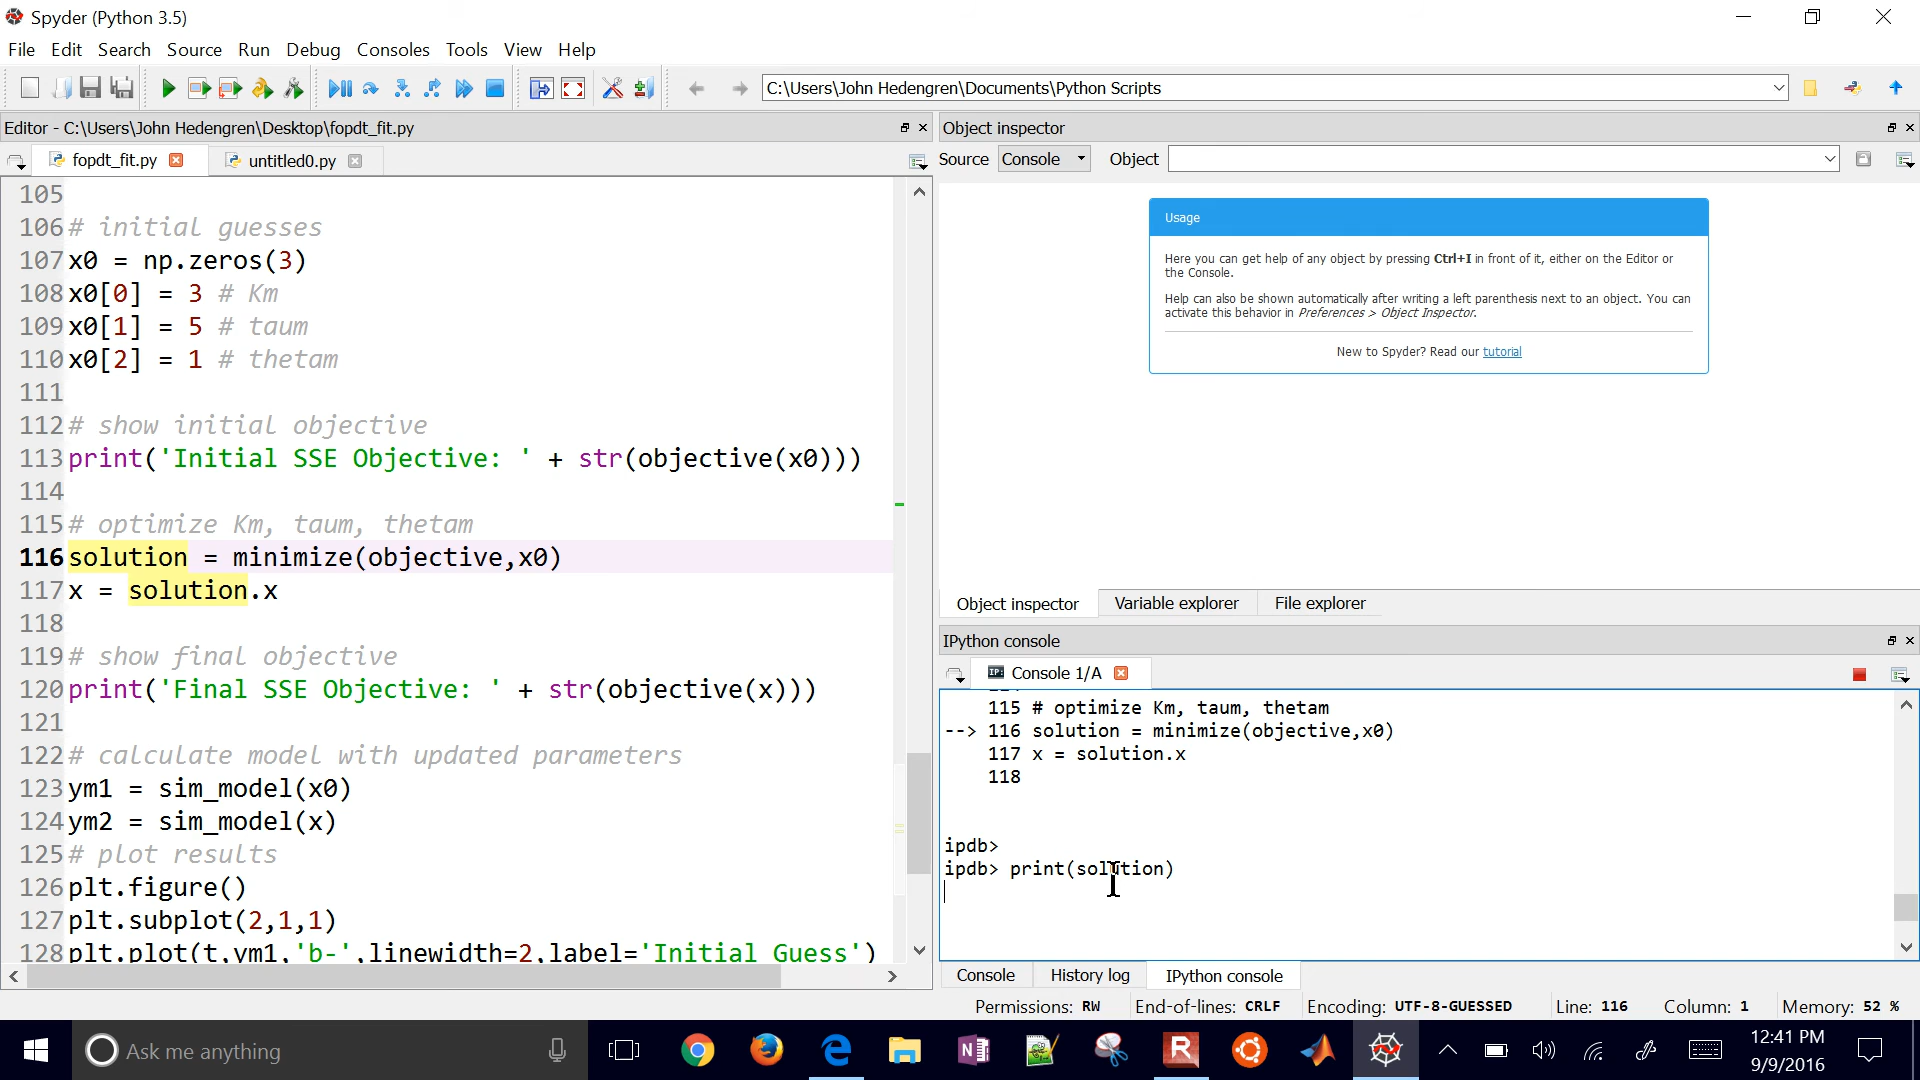 Spyder (Python 3.5)
File Edit Search Source Run Debug Consoles Tools View Help
C:\Users\John Hedengren\Documents\Python Scripts
Editor - C:\Users\John Hedengren\Desktop\fopdt_fit.py
fopdt_fit.py
untitled0.py
105
106 # initial guesses
107 x0 = np.zeros(3)
108 x0[0] = 3 # Km
109 x0[1] = 5 # taum
110 x0[2] = 1 # thetam
111
112 # show initial objective
113 print('Initial SSE Objective: ' + str(objective(x0)))
114
115 # optimize Km, taum, thetam
116 solution = minimize(objective,x0)
117 x = solution.x
118
119 # show final objective
120 print('Final SSE Objective: ' + str(objective(x)))
121
122 # calculate model with updated parameters
123 ym1 = sim_model(x0)
124 ym2 = sim_model(x)
125 # plot results
126 plt.figure()
127 plt.subplot(2,1,1)
128 plt.plot(t,ym1,'b-',linewidth=2,label='Initial Guess')
Object inspector
Source Console Object
Usage
Here you can get help of any object by pressing Ctrl+I in front of it, either on the Editor or
the Console.
Help can also be shown automatically after writing a left parenthesis next to an object. You can
activate this behavior in Preferences > Object Inspector.
New to Spyder? Read our tutorial
Object inspector Variable explorer File explorer
IPython console
IP: Console 1/A
115 # optimize Km, taum, thetam
--> 116 solution = minimize(objective,x0)
117 x = solution.x
118
ipdb>
ipdb> print(solution)
Console History log IPython console
Permissions: RW End-of-lines: CRLF Encoding: UTF-8-GUESSED Line: 116 Column: 1 Memory: 52 %
Ask me anything
12:41 PM
9/9/2016